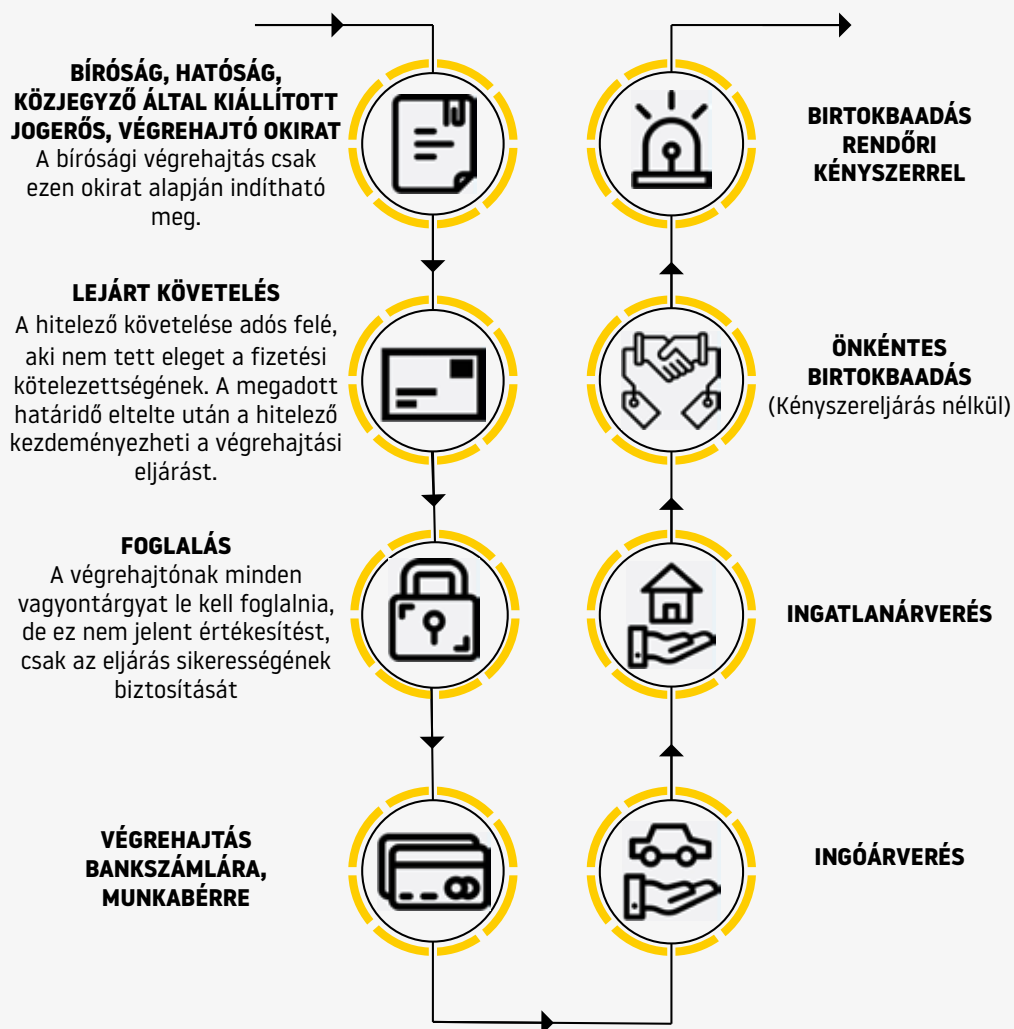 BÍRÓSÁG, HATÓSÁG,
KÖZJEGYZŐ ÁLTAL KIÁLLÍTOTT
JOGERŐS, VÉGREHAJTÓ OKIRAT
A bírósági végrehajtás csak
ezen okirat alapján indítható
meg.
LEJÁRT KÖVETELÉS
A hitelező követelése adós felé,
aki nem tett eleget a fizetési
kötelezettségének. A megadott
határidő eltelte után a hitelező
kezdeményezheti a végrehajtási
eljárást.
FOGLALÁS
A végrehajtónak minden
vagyontárgyat le kell foglalnia,
de ez nem jelent értékesítést,
csak az eljárás sikerességének
biztosítását
VÉGREHAJTÁS
BANKSZÁMLÁRA,
MUNKABÉRRE
INGÓÁRVERÉS
INGATLANÁRVERÉS
ÖNKÉNTES
BIRTOKBAADÁS
(Kényszereljárás nélkül)
BIRTOKBAADÁS
RENDŐRI
KÉNYSZERREL